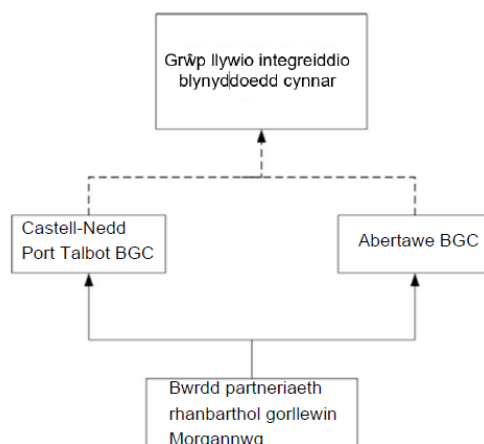 Grŵp llywio integreiddio
blynyddoedd cynnar
Castell-Nedd
Port Talbot BGC
Abertawe BGC
Bwrdd partneriaeth
rhanbarthol gorllewin
Morgannwg